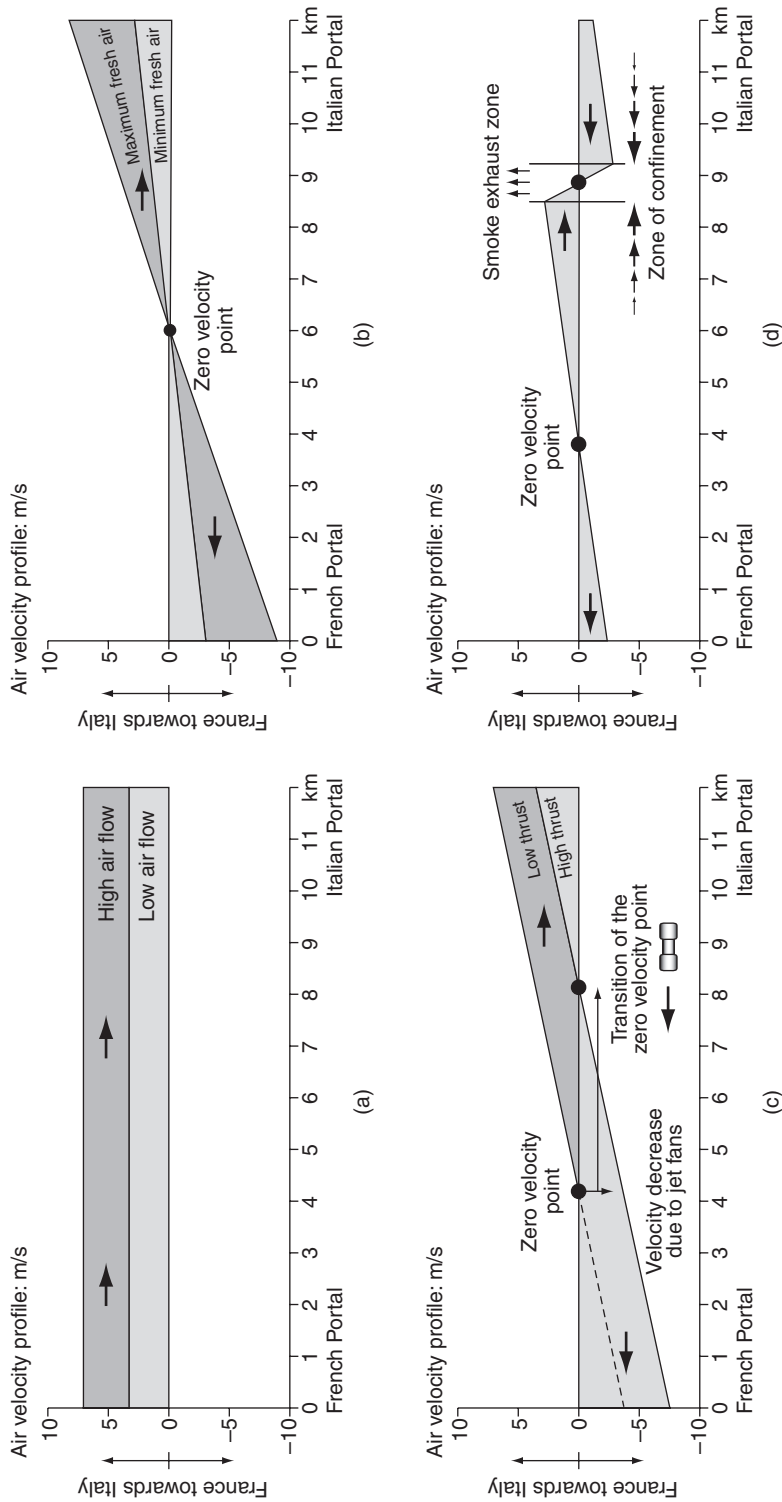 Air velocity profile: m/s
France towards Italy
10
5
0
−5
−10
High air flow
Low air flow
0 1 2 3 4 5 6 7 8 9 10 11 km
French Portal Italian Portal
(a)
Air velocity profile: m/s
France towards Italy
10
5
0
−5
−10
Maximum fresh air
Minimum fresh air
Zero velocity
point
0 1 2 3 4 5 6 7 8 9 10 11 km
French Portal Italian Portal
(b)
Air velocity profile: m/s
France towards Italy
10
5
0
−5
−10
Low thrust
High thrust
Zero velocity
point
Transition of the
zero velocity point
Velocity decrease
due to jet fans
0 1 2 3 4 5 6 7 8 9 10 11 km
French Portal Italian Portal
(c)
Air velocity profile: m/s
France towards Italy
10
5
0
−5
−10
Smoke exhaust zone
Zero velocity
point
Zone of confinement
0 1 2 3 4 5 6 7 8 9 10 11 km
French Portal Italian Portal
(d)